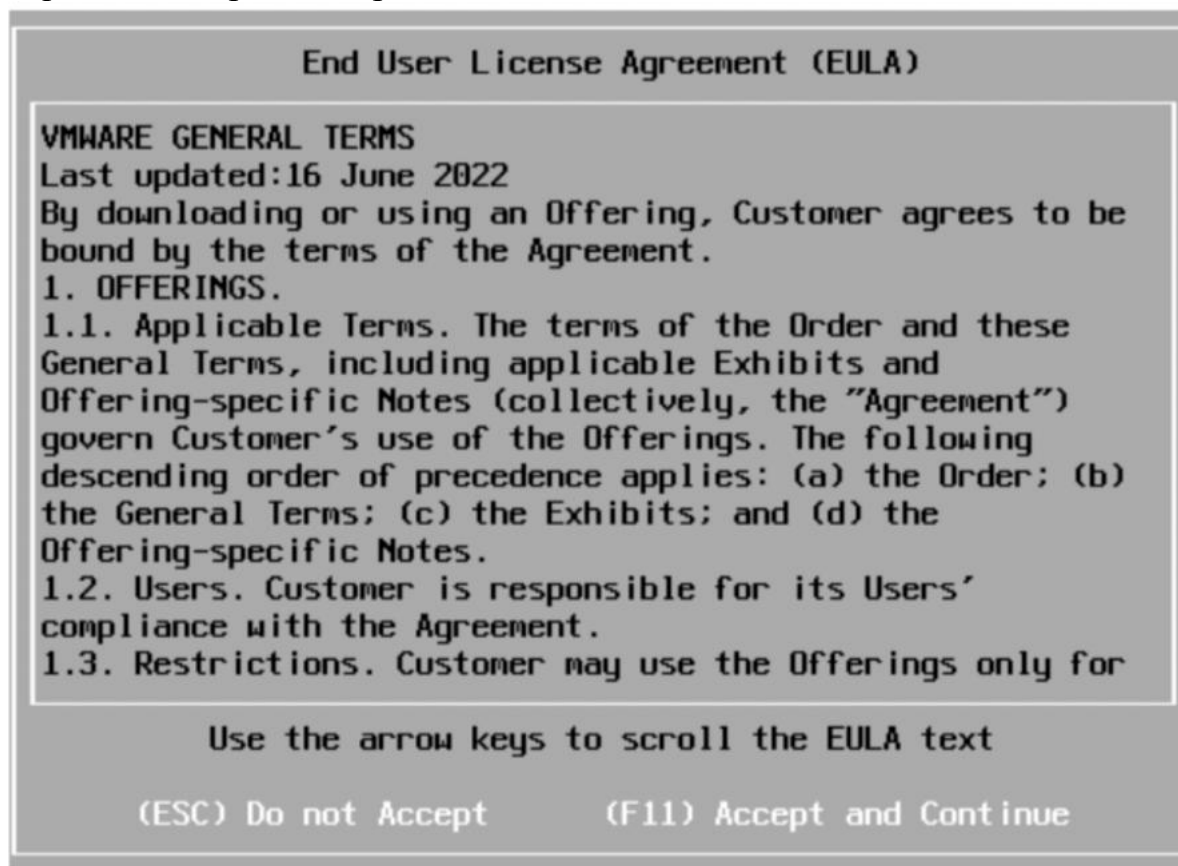 End User License Agreement (EULA)
VMWARE GENERAL TERMS
Last updated:16 June 2022
By downloading or using an Offering, Customer agrees to be
bound by the terms of the Agreement.
1. OFFERINGS.
1.1. Applicable Terms. The terms of the Order and these
General Terms, including applicable Exhibits and
Offering-specific Notes (collectively, the "Agreement")
govern Customer's use of the Offerings. The following
descending order of precedence applies: (a) the Order; (b)
the General Terms; (c) the Exhibits; and (d) the
Offering-specific Notes.
1.2. Users. Customer is responsible for its Users'
compliance with the Agreement.
1.3. Restrictions. Customer may use the Offerings only for
Use the arrow keys to scroll the EULA text
(ESC) Do not Accept (F11) Accept and Continue